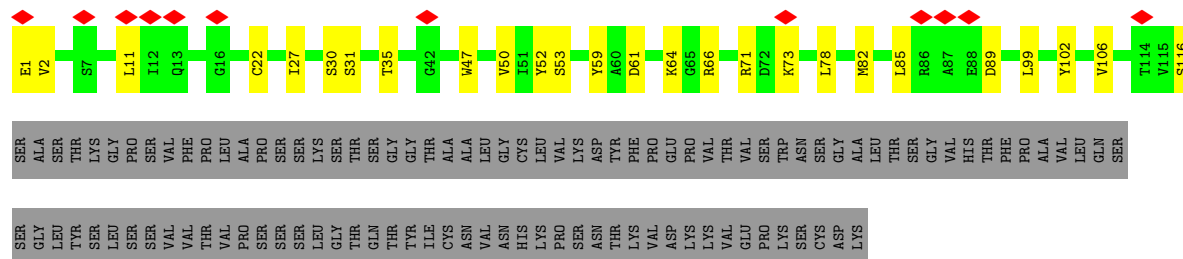 E1 V2 S7 L11 I12 Q13 G16 C22 I27 S30 S31 T35 G42 W47 V50 I51 Y52 S53 Y59 A60 D61 K64 G65 R66 R71 D72 K73 L78 M82 L85 R86 A87 E88 D89 L99 Y102 V106 T114 V115 S116
SER ALA SER THR LYS GLY PRO SER VAL PHE PRO LEU ALA PRO SER SER LYS SER THR SER GLY GLY THR ALA ALA LEU GLY CYS LEU VAL LYS ASP TYR PHE PRO GLU PRO VAL THR VAL SER TRP ASN SER GLY ALA LEU THR SER GLY VAL HIS THR PHE PRO ALA VAL LEU GLN SER
SER GLY LEU TYR SER LEU SER SER VAL VAL THR VAL PRO SER SER SER LEU GLY THR GLN THR TYR ILE CYS ASN VAL ASN HIS LYS PRO SER ASN THR LYS VAL ASP LYS LYS VAL GLU PRO LYS SER CYS ASP LYS